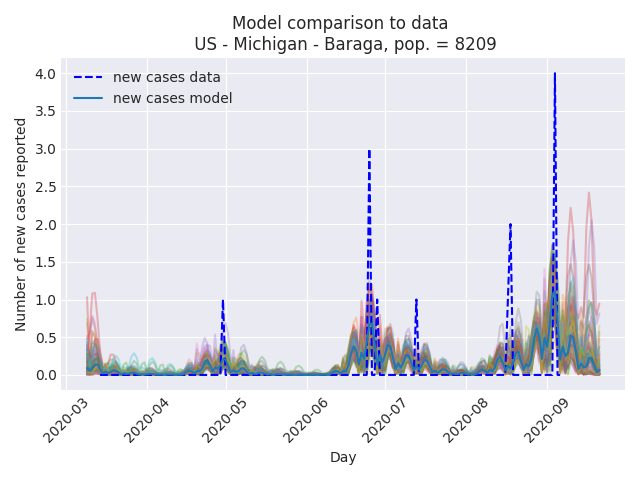 Model comparison to data
US - Michigan - Baraga, pop. = 8209
new cases data
new cases model
Number of new cases reported
4.0
3.5
3.0
2.5
2.0
1.5
1.0
0.5
0.0
2020-03
2020-04
2020-05
2020-06
2020-07
2020-08
2020-09
Day